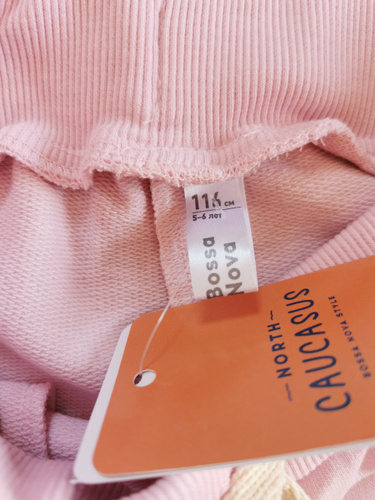 116 см
5-6 лет
Bossa
Nova
— NORTH —
CAUCASUS
BOSSA NOVA STYLE